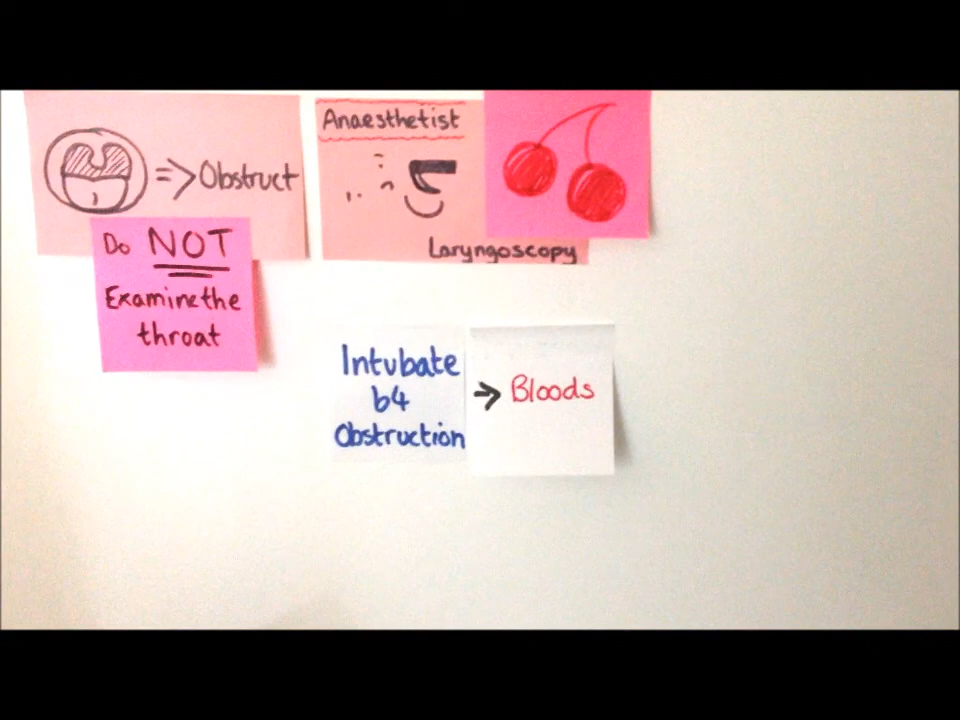 => Obstruct
Do NOT
Examine the
throat
Anaesthetist
Laryngoscopy
Intubate
b4
Obstruction
→ Bloods